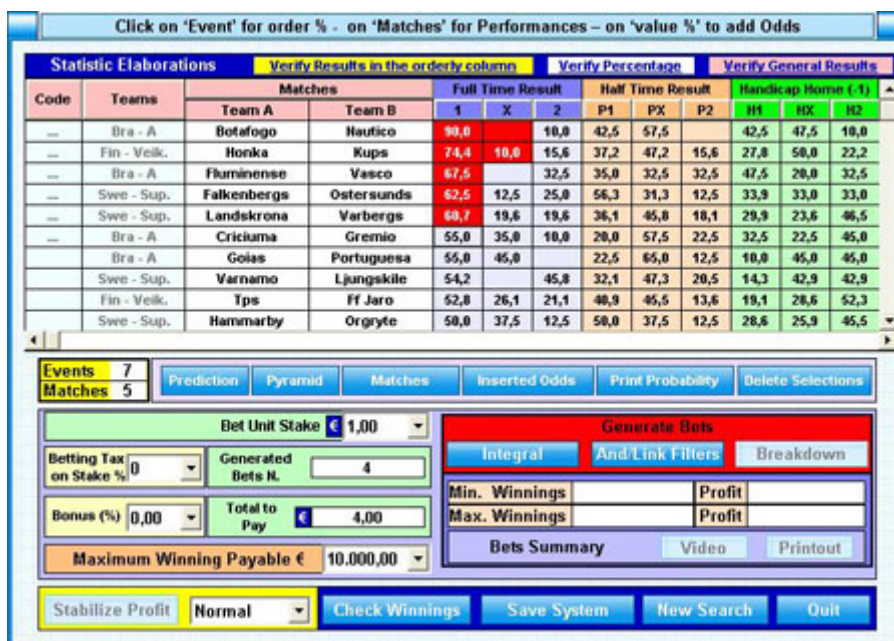 Click on 'Event' for order % - on 'Matches' for Performances – on 'value %' to add Odds
Statistic Elaborations Verify Results in the orderly column Verify Percentage Verify General Results
Code Teams Matches Full Time Result Half Time Result Handicap Home (-1)
Team A Team B 1 X 2 P1 PX P2 H1 HX H2
... Bra - A Botafogo Nautico 90,0 10,0 42,5 57,5 42,5 47,5 10,0
... Fin - Veik. Honka Kups 74,4 10,0 15,6 37,2 47,2 15,6 27,8 50,0 22,2
... Bra - A Fluminense Vasco 67,5 32,5 35,0 32,5 32,5 47,5 20,0 32,5
... Swe - Sup. Falkenbergs Ostersunds 62,5 12,5 25,0 56,3 31,3 12,5 33,9 33,0 33,0
... Swe - Sup. Landskrona Varbergs 60,7 19,6 19,6 36,1 45,8 18,1 29,9 23,6 46,5
... Bra - A Criciuma Gremio 55,0 35,0 10,0 20,0 57,5 22,5 32,5 22,5 45,0
Bra - A Goias Portuguesa 55,0 45,0 22,5 65,0 12,5 10,0 45,0 45,0
Swe - Sup. Varnamo Ljungskile 54,2 45,8 32,1 47,3 20,5 14,3 42,9 42,9
Fin - Veik. Tps Ff Jaro 52,8 26,1 21,1 40,9 45,5 13,6 19,1 28,6 52,3
Swe - Sup. Hammarby Orgryte 50,0 37,5 12,5 50,0 37,5 12,5 28,6 25,9 45,5
Events 7
Matches 5
Prediction Pyramid Matches Inserted Odds Print Probability Delete Selections
Bet Unit Stake € 1,00
Betting Tax on Stake % 0
Generated Bets N. 4
Bonus (%) 0,00
Total to Pay € 4,00
Maximum Winning Payable € 10.000,00
Generate Bets
Integral And/Link Filters Breakdown
Min. Winnings Profit
Max. Winnings Profit
Bets Summary Video Printout
Stabilize Profit Normal Check Winnings Save System New Search Quit